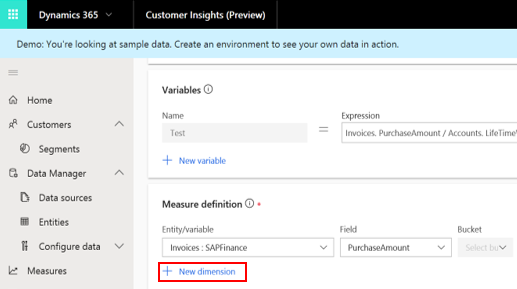 Dynamics 365
Customer Insights (Preview)
Demo: You're looking at sample data. Create an environment to see your own data in action.
Home
Customers
Segments
Data Manager
Data sources
Entities
Configure data
Measures
Variables
Name
Expression
Test
=
Invoices. PurchaseAmount / Accounts.
+ New variable
Measure definition *
Entity/variable
Field
Bucket
Invoices : SAPFinance
PurchaseAmount
Select
+ New dimension